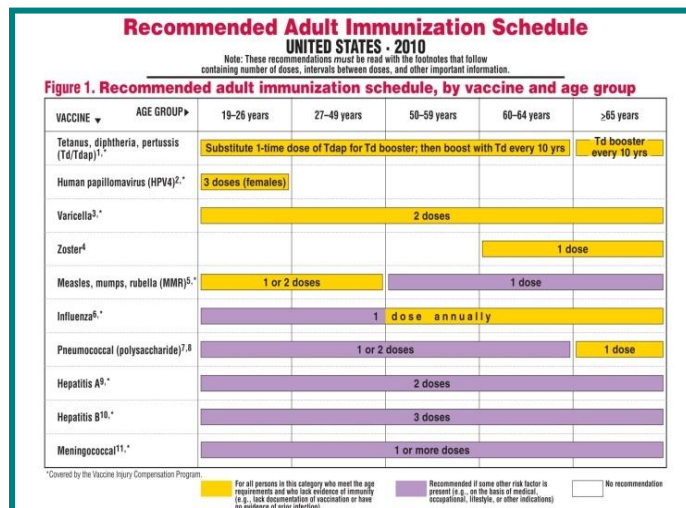 Recommended Adult Immunization Schedule
UNITED STATES · 2010
Note: These recommendations must be read with the footnotes that follow
containing number of doses, intervals between doses, and other important information.
Figure 1. Recommended adult immunization schedule, by vaccine and age group
VACCINE ▼ AGE GROUP ▶ 19–26 years 27–49 years 50–59 years 60–64 years ≥65 years
Tetanus, diphtheria, pertussis
(Td/Tdap)1,* Substitute 1-time dose of Tdap for Td booster; then boost with Td every 10 yrs Td booster
every 10 yrs
Human papillomavirus (HPV4)2,* 3 doses (females)
Varicella3,* 2 doses
Zoster4 1 dose
Measles, mumps, rubella (MMR)5,* 1 or 2 doses 1 dose
Influenza6,* 1 dose annually
Pneumococcal (polysaccharide)7,8 1 or 2 doses 1 dose
Hepatitis A9,* 2 doses
Hepatitis B10,* 3 doses
Meningococcal11,* 1 or more doses
*Covered by the Vaccine Injury Compensation Program.
For all persons in this category who meet the age
requirements and who lack evidence of immunity
(e.g., lack documentation of vaccination or have
no evidence of prior infection)
Recommended if some other risk factor is
present (e.g., on the basis of medical,
occupational, lifestyle, or other indications)
No recommendation